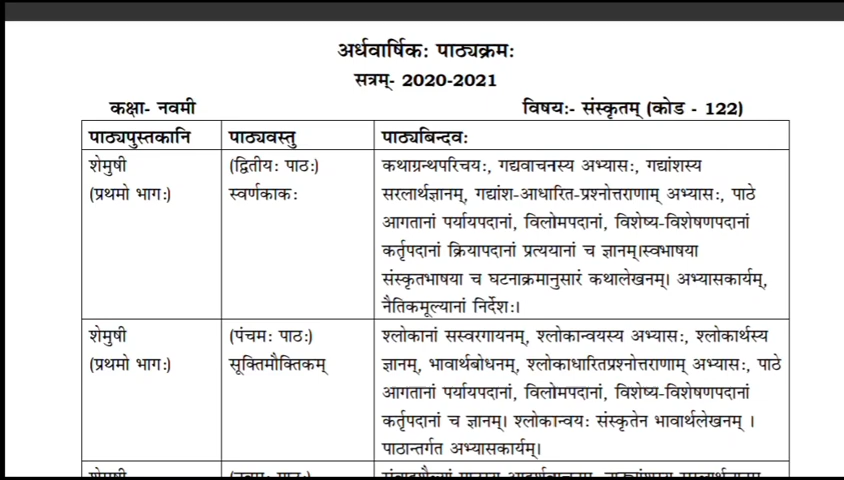 अर्धवार्षिकः पाठ्यक्रमः
सत्रम्- 2020-2021
कक्षा- नवमी विषयः- संस्कृतम् (कोड - 122)
पाठ्यपुस्तकानि पाठ्यवस्तु पाठ्यबिन्दवः
शेमुषी (द्वितीयः पाठः) कथाग्रन्थपरिचयः, गद्यवाचनस्य अभ्यासः, गद्यांशस्य
(प्रथमो भागः) स्वर्णकाकः सरलार्थज्ञानम्, गद्यांश-आधारित-प्रश्नोत्तराणाम् अभ्यासः, पाठे
आगतानां पर्यायपदानां, विलोमपदानां, विशेष्य-विशेषणपदानां
कर्तृपदानां क्रियापदानां प्रत्ययानां च ज्ञानम्।स्वभाषया
संस्कृतभाषया च घटनाक्रमानुसारं कथालेखनम्। अभ्यासकार्यम्,
नैतिकमूल्यानां निर्देशः।
शेमुषी (पंचमः पाठः) श्लोकानां सस्वरगायनम्, श्लोकान्वयस्य अभ्यासः, श्लोकार्थस्य
(प्रथमो भागः) सूक्तिमौक्तिकम् ज्ञानम्, भावार्थबोधनम्, श्लोकाधारितप्रश्नोत्तराणाम् अभ्यासः, पाठे
आगतानां पर्यायपदानां, विलोमपदानां, विशेष्य-विशेषणपदानां
कर्तृपदानां च ज्ञानम्। श्लोकान्वयः संस्कृतेन भावार्थलेखनम् ।
पाठान्तर्गत अभ्यासकार्यम्।